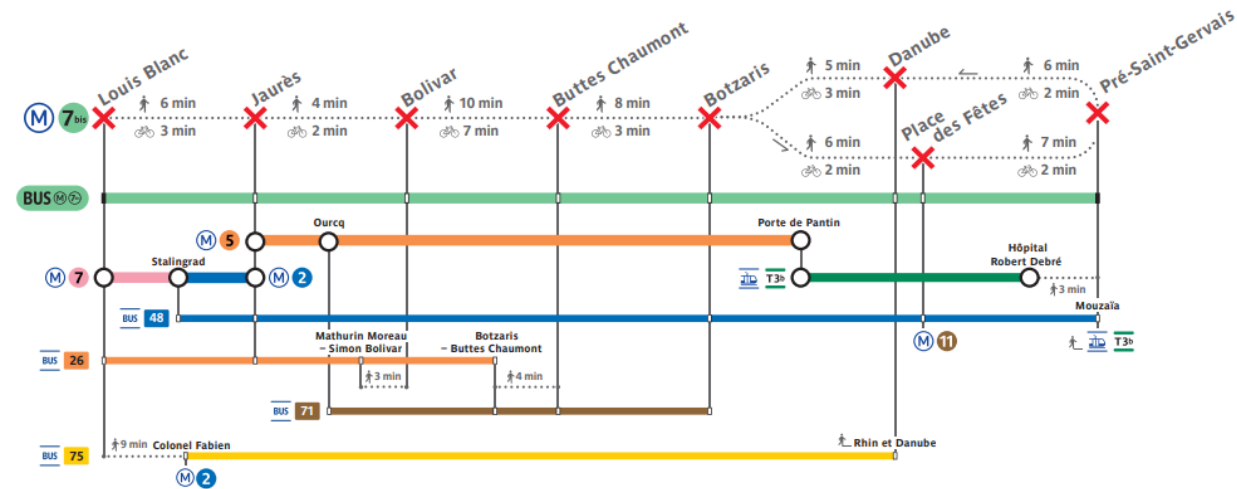 Louis Blanc
Jaurès
Bolivar
Buttes Chaumont
Botzaris
Danube
Place
des Fêtes
Pré-Saint-Gervais
M 7bis
6 min
3 min
4 min
2 min
10 min
7 min
8 min
3 min
5 min
3 min
6 min
2 min
6 min
2 min
7 min
2 min
BUS M 7bis
Ourcq
Porte de Pantin
M 5
Stalingrad
Hôpital
Robert Debré
M 7
M 2
T3b
3 min
Mouzaïa
BUS 48
M 11
T3b
Mathurin Moreau
– Simon Bolivar
Botzaris
– Buttes Chaumont
BUS 26
3 min
4 min
BUS 71
9 min
Colonel Fabien
Rhin et Danube
BUS 75
M 2